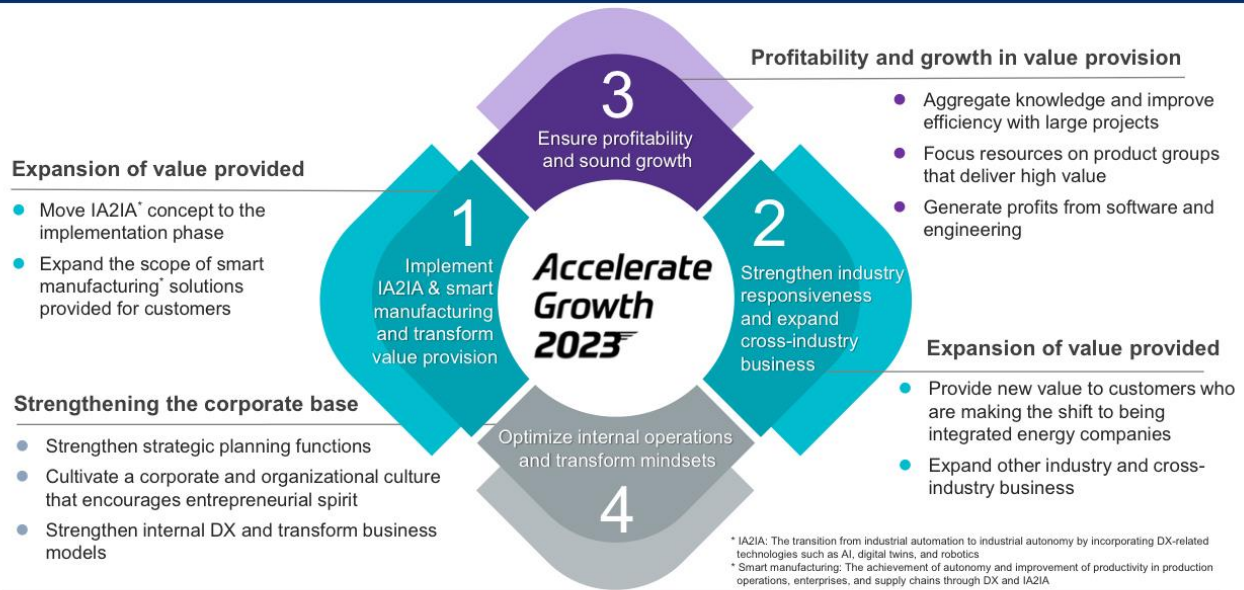 Profitability and growth in value provision
● Aggregate knowledge and improve
efficiency with large projects
● Focus resources on product groups
that deliver high value
● Generate profits from software and
engineering
3
Ensure profitability
and sound growth
Expansion of value provided
● Move IA2IA* concept to the
implementation phase
● Expand the scope of smart
manufacturing* solutions
provided for customers
1
Implement
IA2IA & smart
manufacturing
and transform
value provision
Accelerate
Growth
2023
2
Strengthen industry
responsiveness
and expand
cross-industry
business
Expansion of value provided
● Provide new value to customers who
are making the shift to being
integrated energy companies
● Expand other industry and cross-
industry business
Strengthening the corporate base
● Strengthen strategic planning functions
● Cultivate a corporate and organizational culture
that encourages entrepreneurial spirit
● Strengthen internal DX and transform business
models
Optimize internal operations
and transform mindsets
4
* IA2IA: The transition from industrial automation to industrial autonomy by incorporating DX-related
technologies such as AI, digital twins, and robotics
* Smart manufacturing: The achievement of autonomy and improvement of productivity in production
operations, enterprises, and supply chains through DX and IA2IA